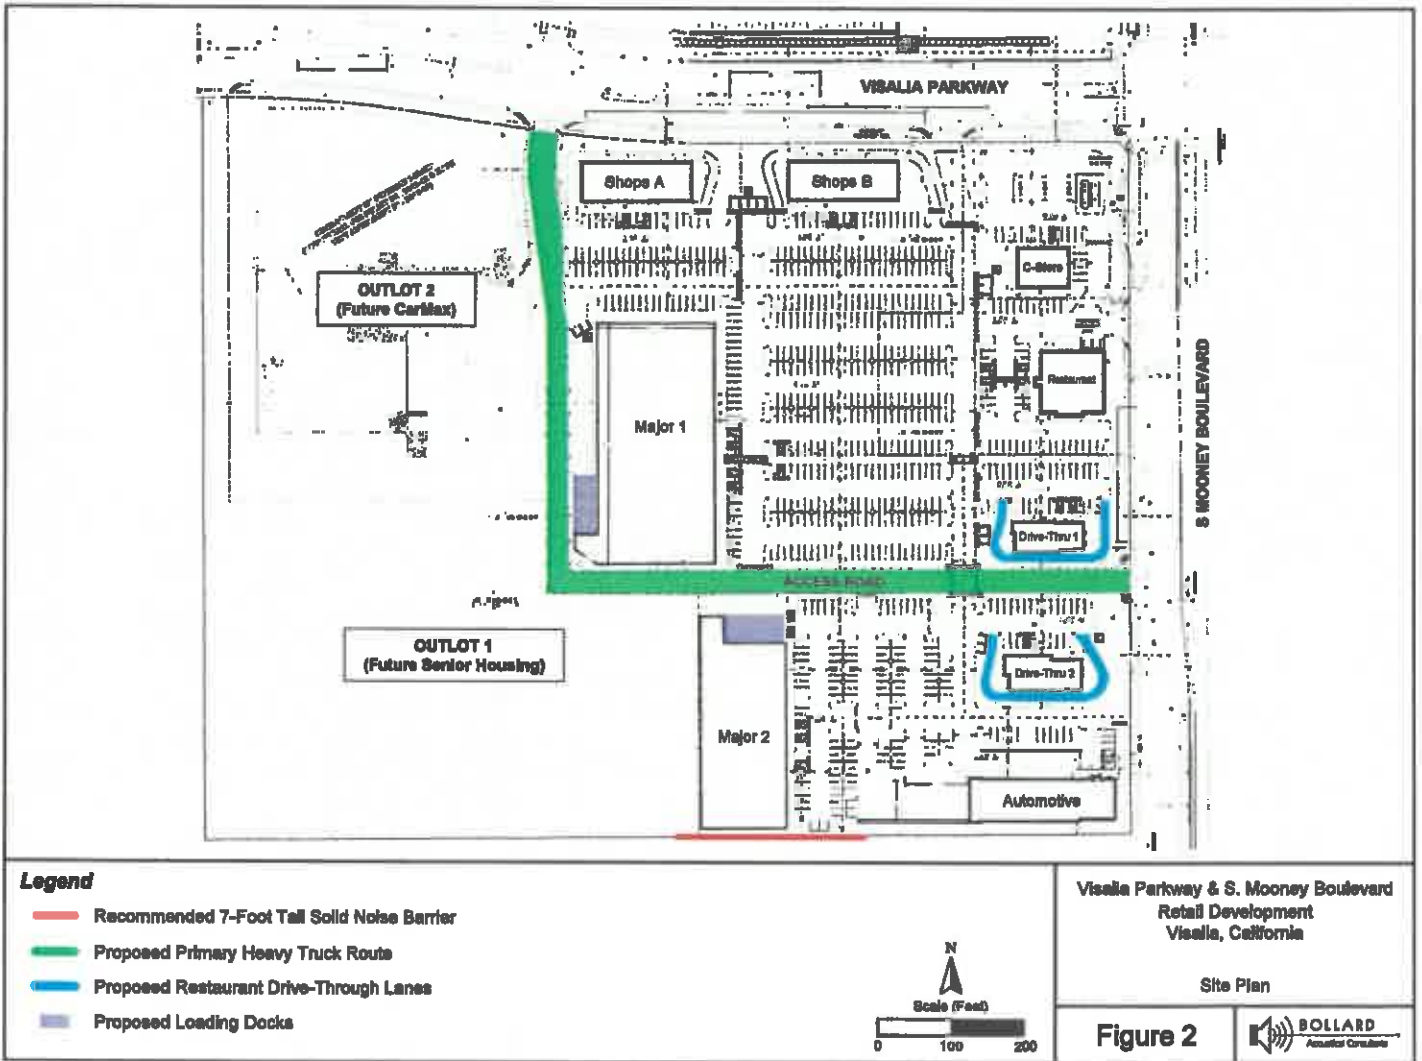 VISALIA PARKWAY
Shops A
Shops B
C-Store
OUTLOT 2
(Future CarMax)
Restaurant
S MOONEY BOULEVARD
Major 1
Drive-Thru 1
ACCESS ROAD
OUTLOT 1
(Future Senior Housing)
Drive-Thru 2
Major 2
Automotive
Legend
Recommended 7-Foot Tall Solid Noise Barrier
Proposed Primary Heavy Truck Route
Proposed Restaurant Drive-Through Lanes
Proposed Loading Docks
N
Scale (Feet)
0 100 200
Visalia Parkway & S. Mooney Boulevard
Retail Development
Visalia, California
Site Plan
Figure 2
BOLLARD
Acoustical Consultants